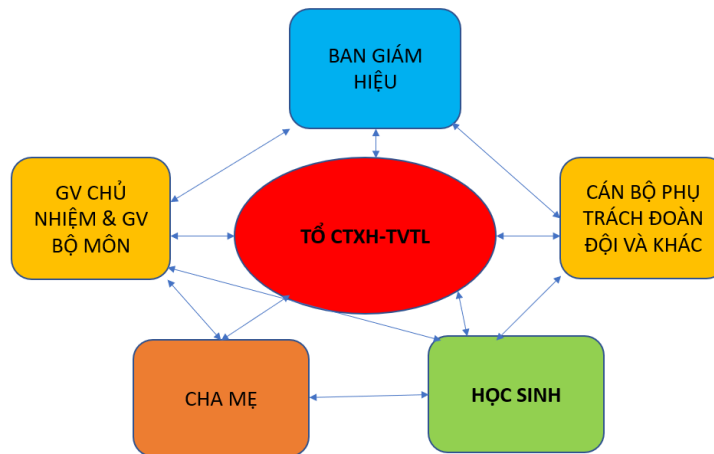 BAN GIÁM
HIỆU
GV CHỦ
NHIỆM & GV
BỘ MÔN
TỔ CTXH-TVTL
CÁN BỘ PHỤ
TRÁCH ĐOÀN
ĐỘI VÀ KHÁC
CHA MẸ
HỌC SINH